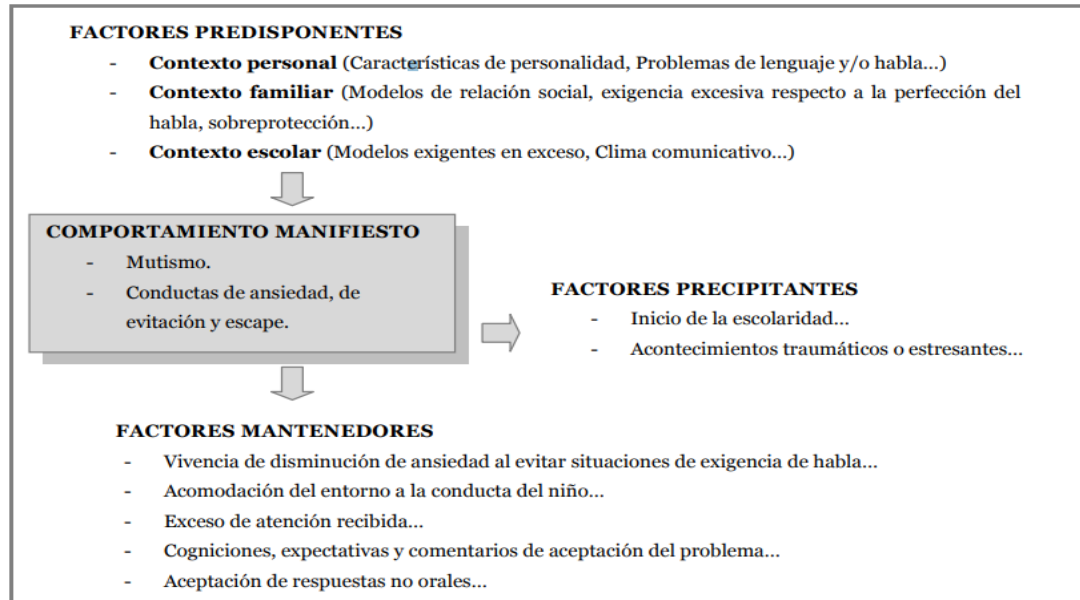 FACTORES PREDISPONENTES
- Contexto personal (Características de personalidad, Problemas de lenguaje y/o habla...)
- Contexto familiar (Modelos de relación social, exigencia excesiva respecto a la perfección del
habla, sobreprotección...)
- Contexto escolar (Modelos exigentes en exceso, Clima comunicativo...)
COMPORTAMIENTO MANIFIESTO
- Mutismo.
- Conductas de ansiedad, de
evitación y escape.
FACTORES PRECIPITANTES
- Inicio de la escolaridad...
- Acontecimientos traumáticos o estresantes...
FACTORES MANTENEDORES
- Vivencia de disminución de ansiedad al evitar situaciones de exigencia de habla...
- Acomodación del entorno a la conducta del niño...
- Exceso de atención recibida...
- Cogniciones, expectativas y comentarios de aceptación del problema...
- Aceptación de respuestas no orales...